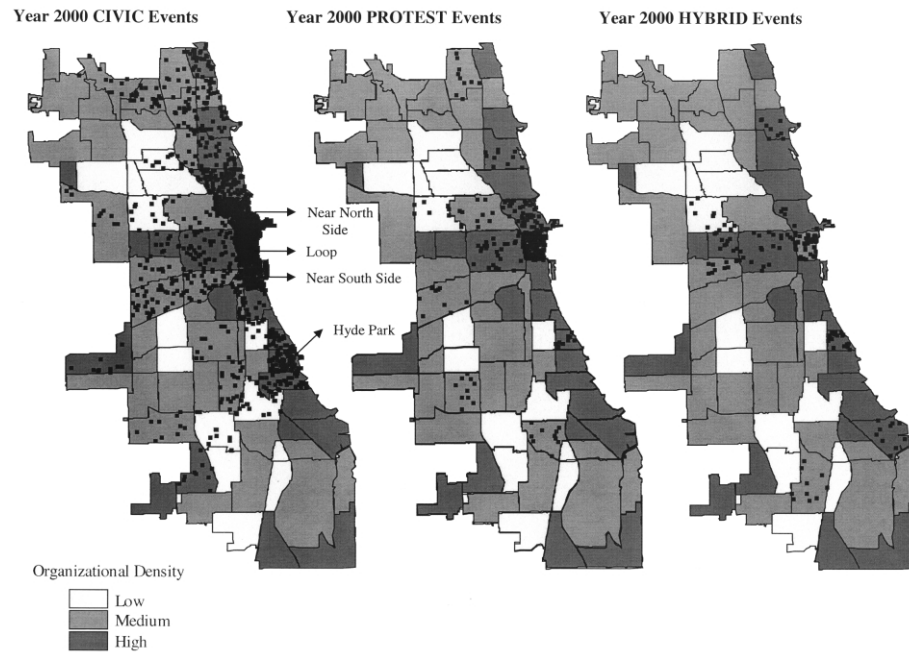 Year 2000 CIVIC Events
Year 2000 PROTEST Events
Year 2000 HYBRID Events
Near North
Side
Loop
Near South Side
Hyde Park
Organizational Density
Low
Medium
High